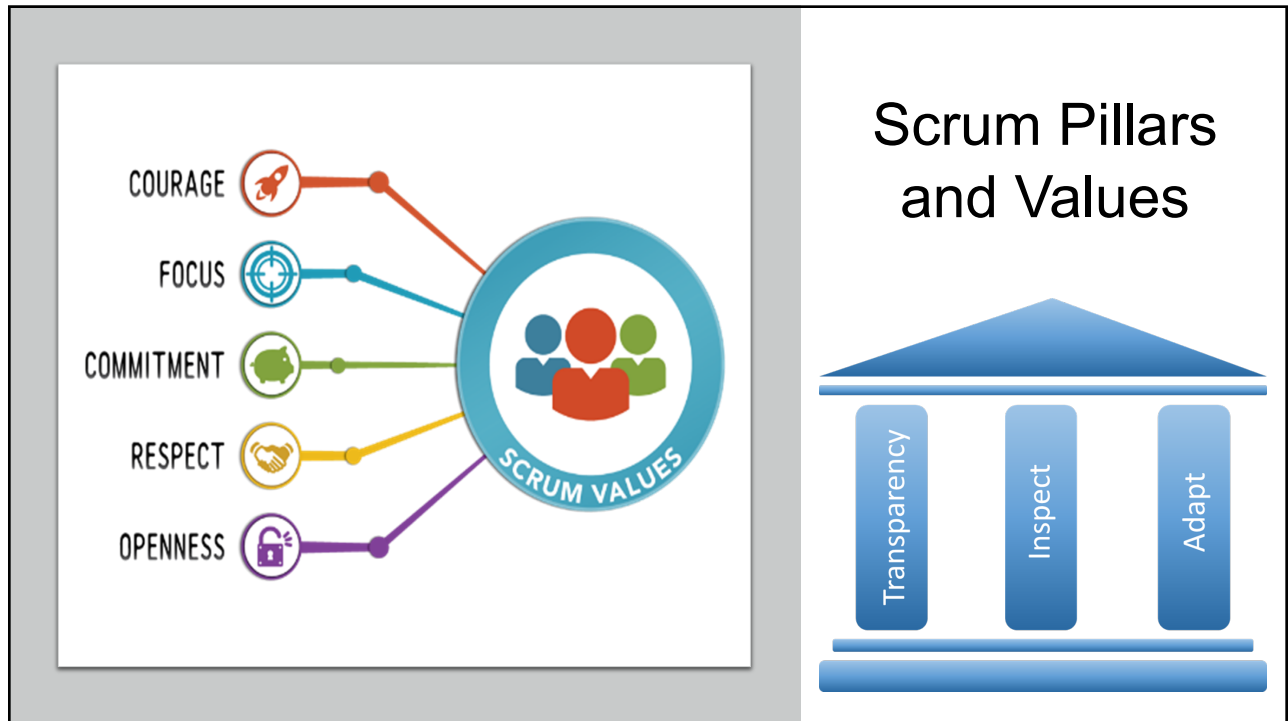 COURAGE
FOCUS
COMMITMENT
RESPECT
OPENNESS
SCRUM VALUES
Scrum Pillars
and Values
Transparency
Inspect
Adapt